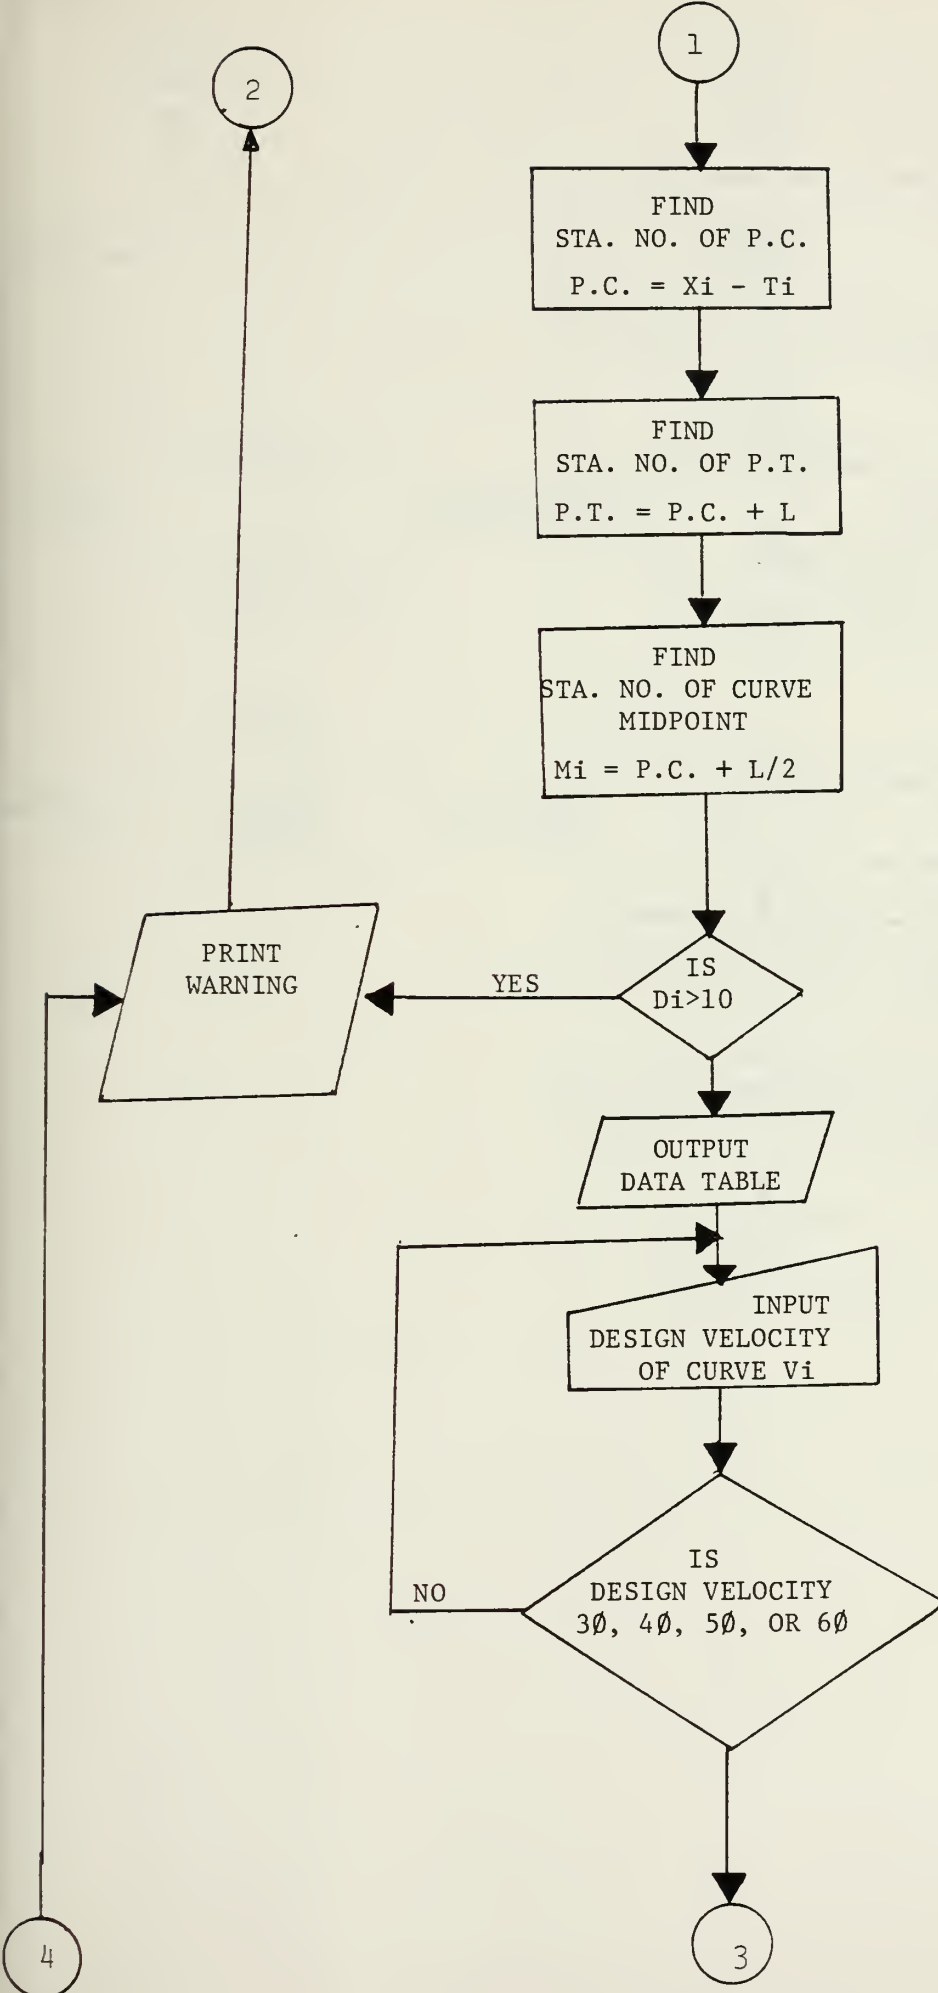 1
2
FIND
STA. NO. OF P.C.
P.C. = Xi - Ti
FIND
STA. NO. OF P.T.
P.T. = P.C. + L
FIND
STA. NO. OF CURVE
MIDPOINT
Mi = P.C. + L/2
IS
Di>10
YES
PRINT
WARNING
OUTPUT
DATA TABLE
INPUT
DESIGN VELOCITY
OF CURVE Vi
IS
DESIGN VELOCITY
3Ø, 4Ø, 5Ø, OR 6Ø
NO
4
3